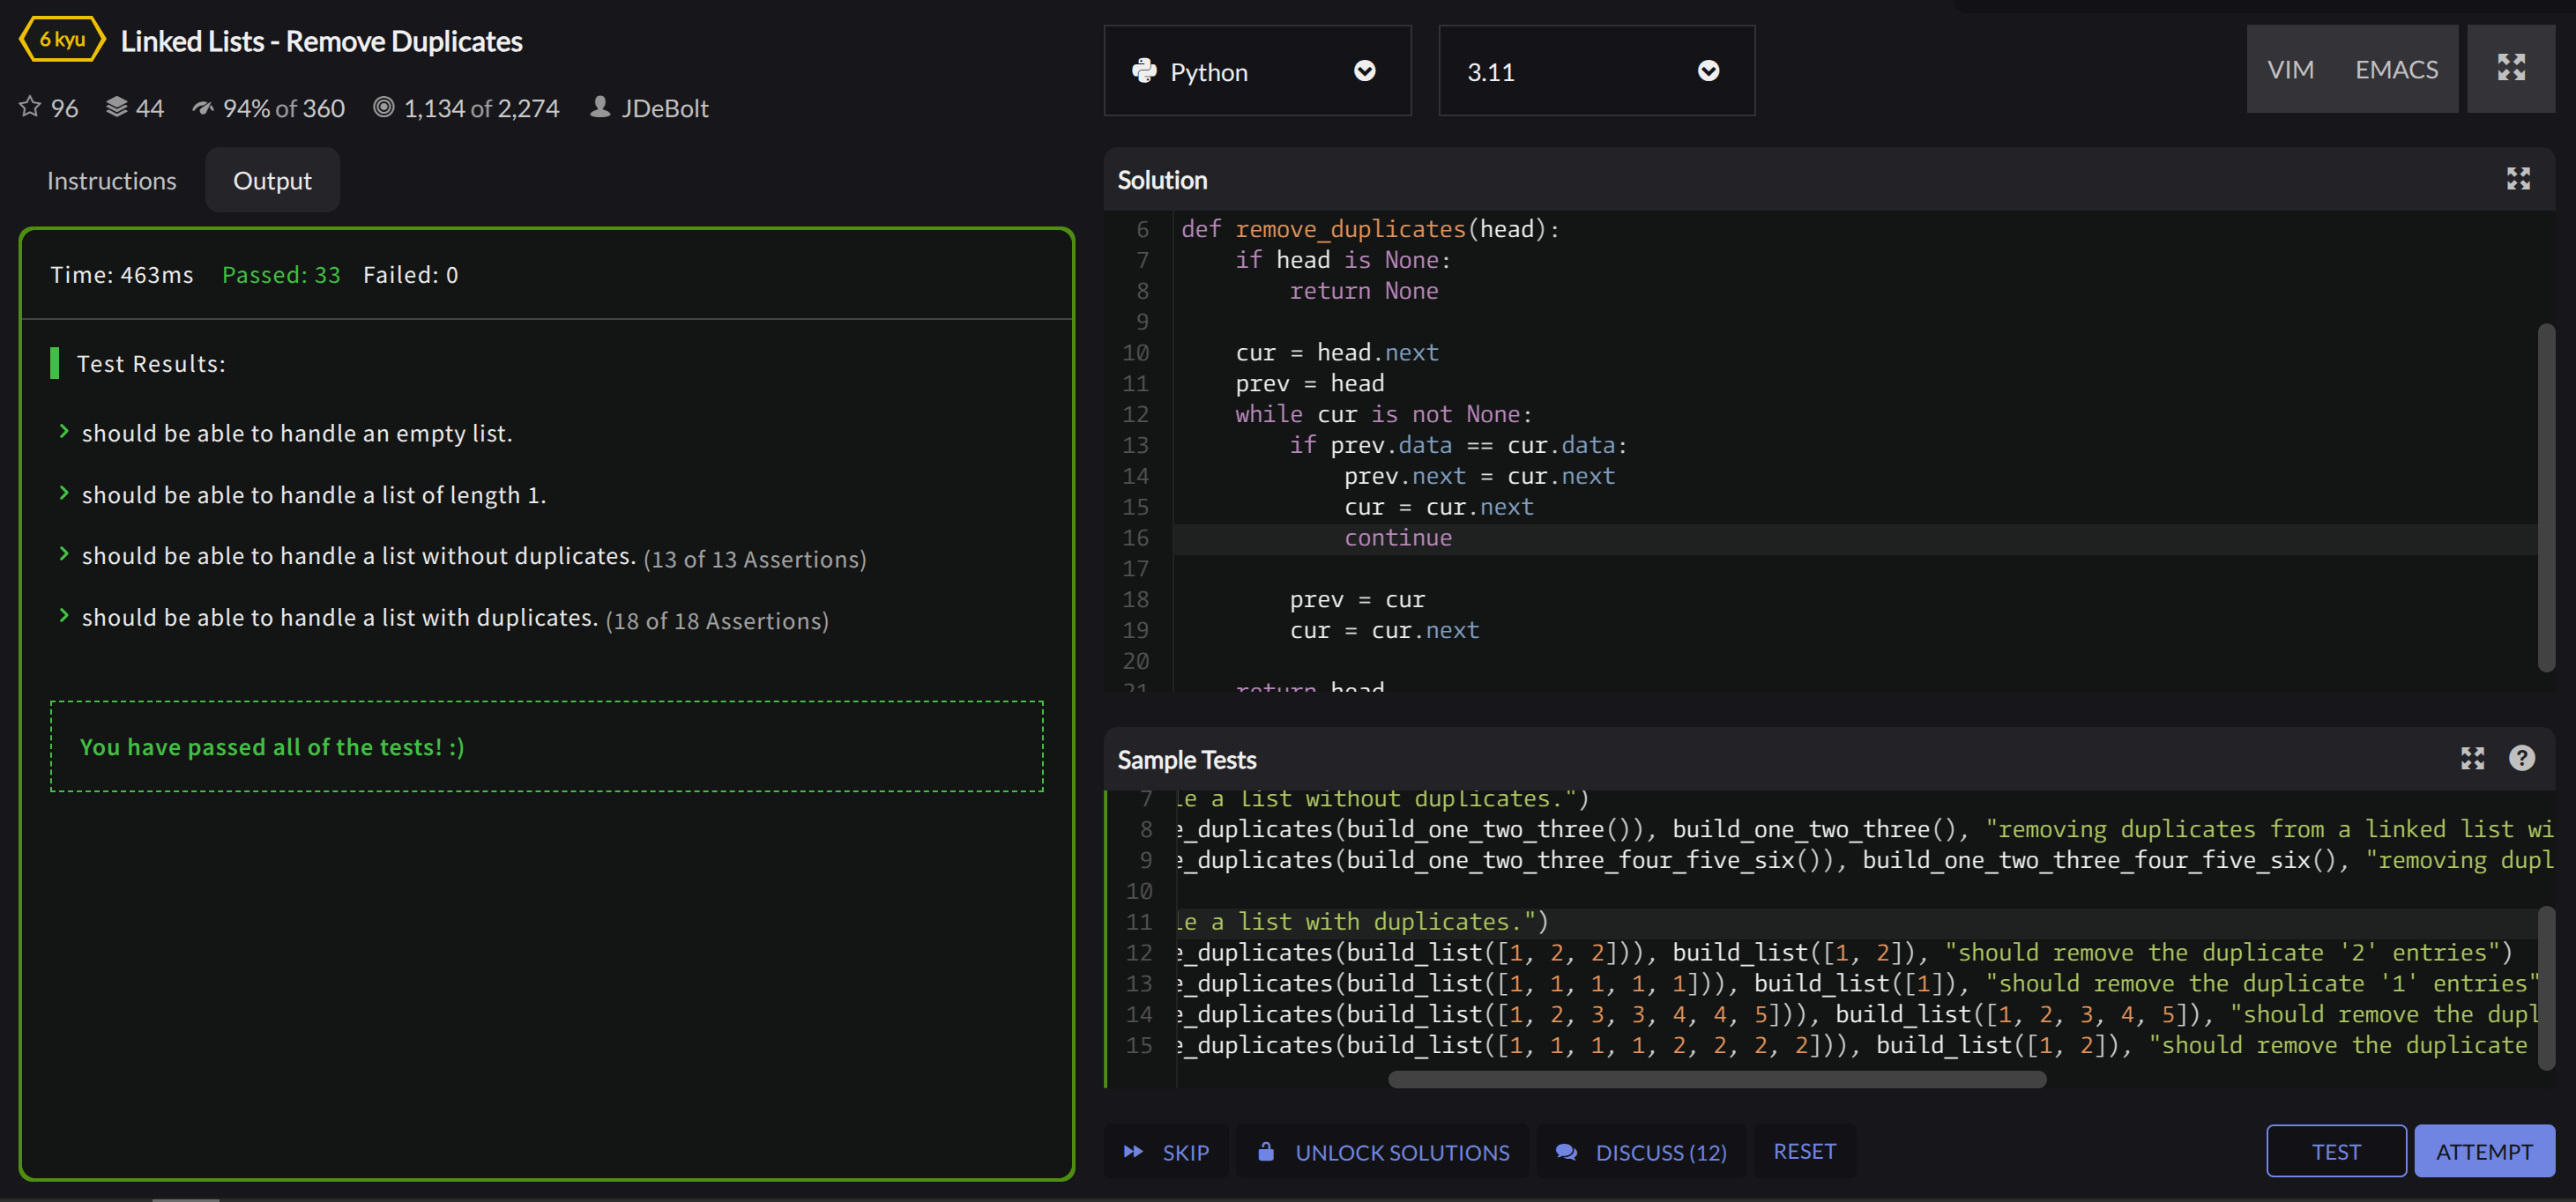 6 kyu Linked Lists - Remove Duplicates
96 44 94% of 360 1,134 of 2,274 JDeBolt
Instructions Output
Time: 463ms Passed: 33 Failed: 0
Test Results:
should be able to handle an empty list.
should be able to handle a list of length 1.
should be able to handle a list without duplicates. (13 of 13 Assertions)
should be able to handle a list with duplicates. (18 of 18 Assertions)
You have passed all of the tests! :)
Python 3.11 VIM EMACS
Solution
6 def remove_duplicates(head):
7     if head is None:
8         return None
9
10     cur = head.next
11     prev = head
12     while cur is not None:
13         if prev.data == cur.data:
14             prev.next = cur.next
15             cur = cur.next
16             continue
17
18         prev = cur
19         cur = cur.next
20
21     return head
Sample Tests
7 le a list without duplicates.")
8 e_duplicates(build_one_two_three()), build_one_two_three(), "removing duplicates from a linked list wi
9 e_duplicates(build_one_two_three_four_five_six()), build_one_two_three_four_five_six(), "removing dupl
10
11 le a list with duplicates.")
12 e_duplicates(build_list([1, 2, 2])), build_list([1, 2]), "should remove the duplicate '2' entries")
13 e_duplicates(build_list([1, 1, 1, 1, 1])), build_list([1]), "should remove the duplicate '1' entries"
14 e_duplicates(build_list([1, 2, 3, 3, 4, 4, 5])), build_list([1, 2, 3, 4, 5]), "should remove the dupl
15 e_duplicates(build_list([1, 1, 1, 1, 2, 2, 2, 2])), build_list([1, 2]), "should remove the duplicate
SKIP UNLOCK SOLUTIONS DISCUSS (12) RESET TEST ATTEMPT